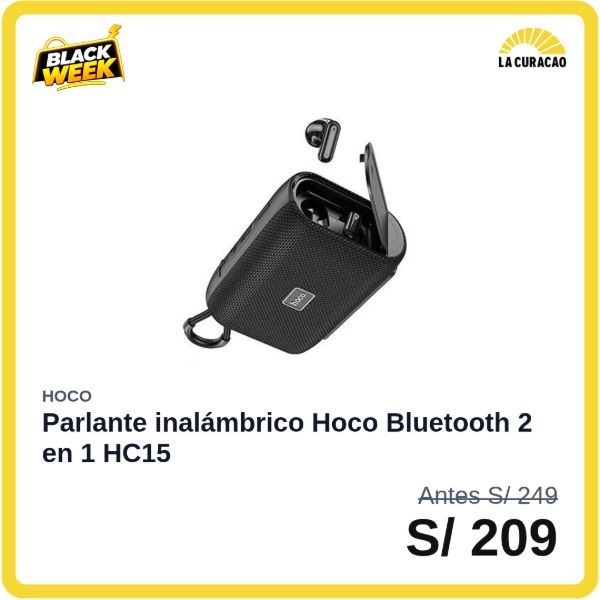 BLACK
WEEK
LA CURACAO
hoco.
HOCO
Parlante inalámbrico Hoco Bluetooth 2
en 1 HC15
Antes S/ 249
S/ 209